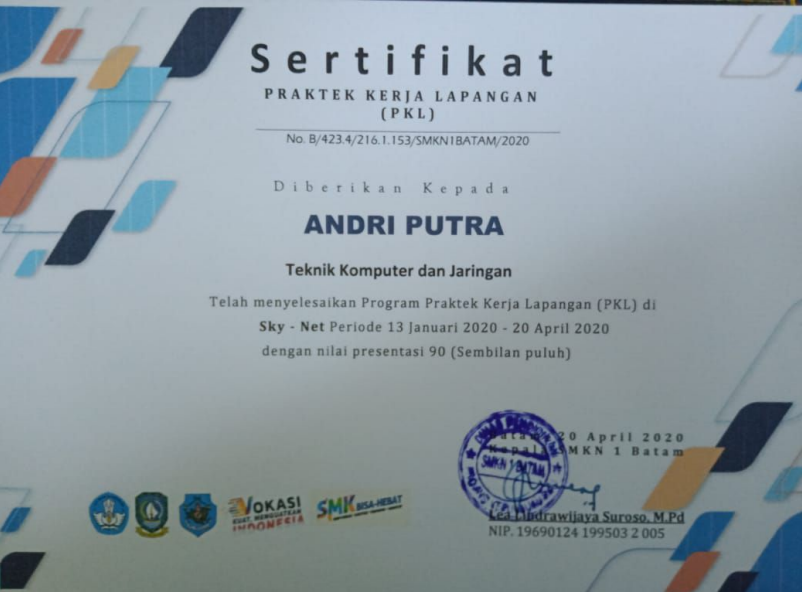 Sertifikat
PRAKTEK KERJA LAPANGAN
(PKL)
No. B/423.4/216.1.153/SMKN1BATAM/2020
Diberikan Kepada
ANDRI PUTRA
Teknik Komputer dan Jaringan
Telah menyelesaikan Program Praktek Kerja Lapangan (PKL) di
Sky - Net Periode 13 Januari 2020 - 20 April 2020
dengan nilai presentasi 90 (Sembilan puluh)
Batam, 20 April 2020
Kepala SMKN 1 Batam
SMKN 1 BATAM
Lea Lindrawijaya Suroso, M.Pd
NIP. 19690124 199503 2 005
VOKASI
KUAT, MENGUATKAN
INDONESIA
SMK BISA-HEBAT